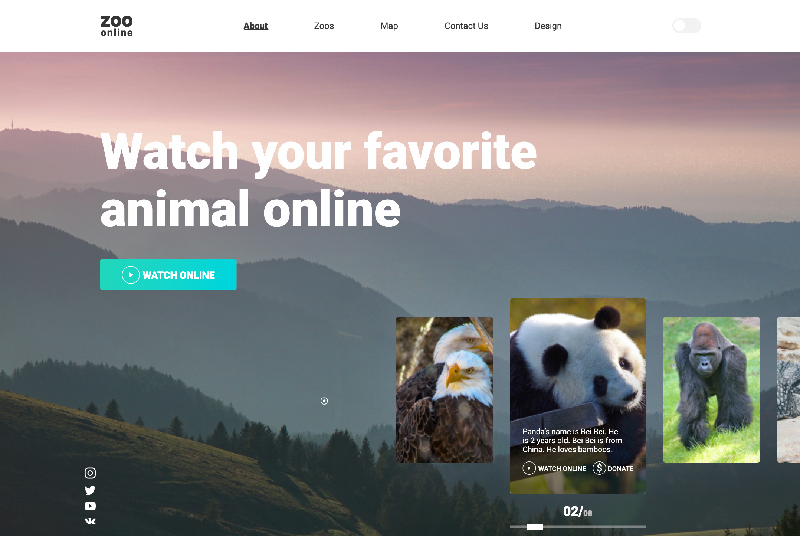 ZOO
online
About
Zoos
Map
Contact Us
Design
Watch your favorite
animal online
WATCH ONLINE
Panda's name is Bei Bei. He
is 2 years old. Bei Bei is from
China. He loves bamboos.
WATCH ONLINE
$ DONATE
02/08